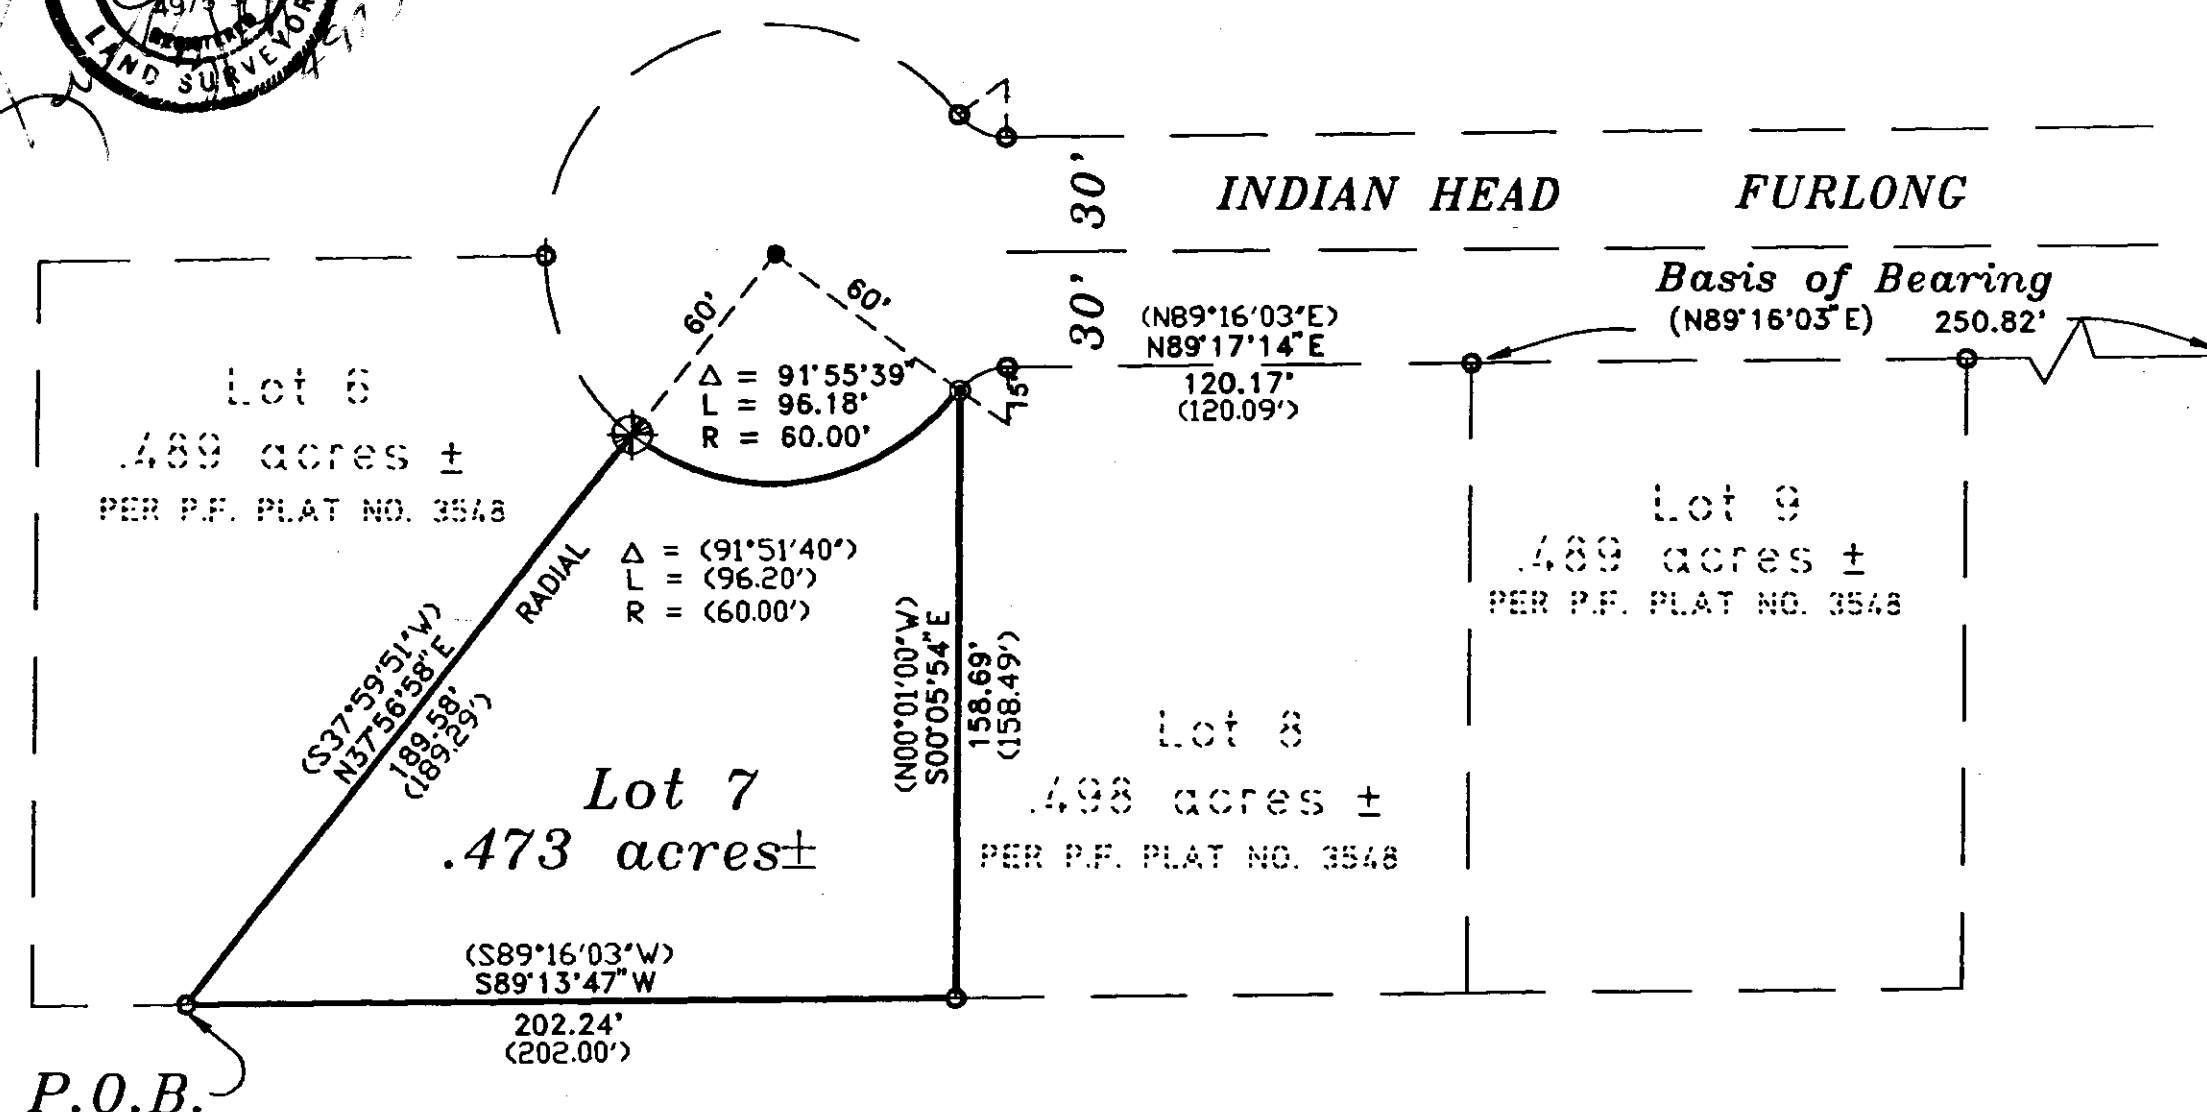 REGISTERED
LAND SURVEYOR
30'
30'
INDIAN HEAD FURLONG
Basis of Bearing
(N89°16'03"E) 250.82'
(N89°16'03"E)
N89°17'14"E
120.17'
(120.09')
60'
60'
15'
Δ = 91°55'39"
L = 96.18'
R = 60.00'
Lot 6
.489 acres ±
PER P.F. PLAT NO. 3548
Δ = (91°51'40")
L = (96.20')
R = (60.00')
RADIAL
(S37°59'51"W)
N37°56'58"E
189.58'
(189.29')
(N00°01'00"W)
S00°05'54"E
158.69'
(158.49')
Lot 9
.489 acres ±
PER P.F. PLAT NO. 3548
Lot 8
.498 acres ±
PER P.F. PLAT NO. 3548
Lot 7
.473 acres±
(S89°16'03"W)
S89°13'47"W
202.24'
(202.00')
P.O.B.